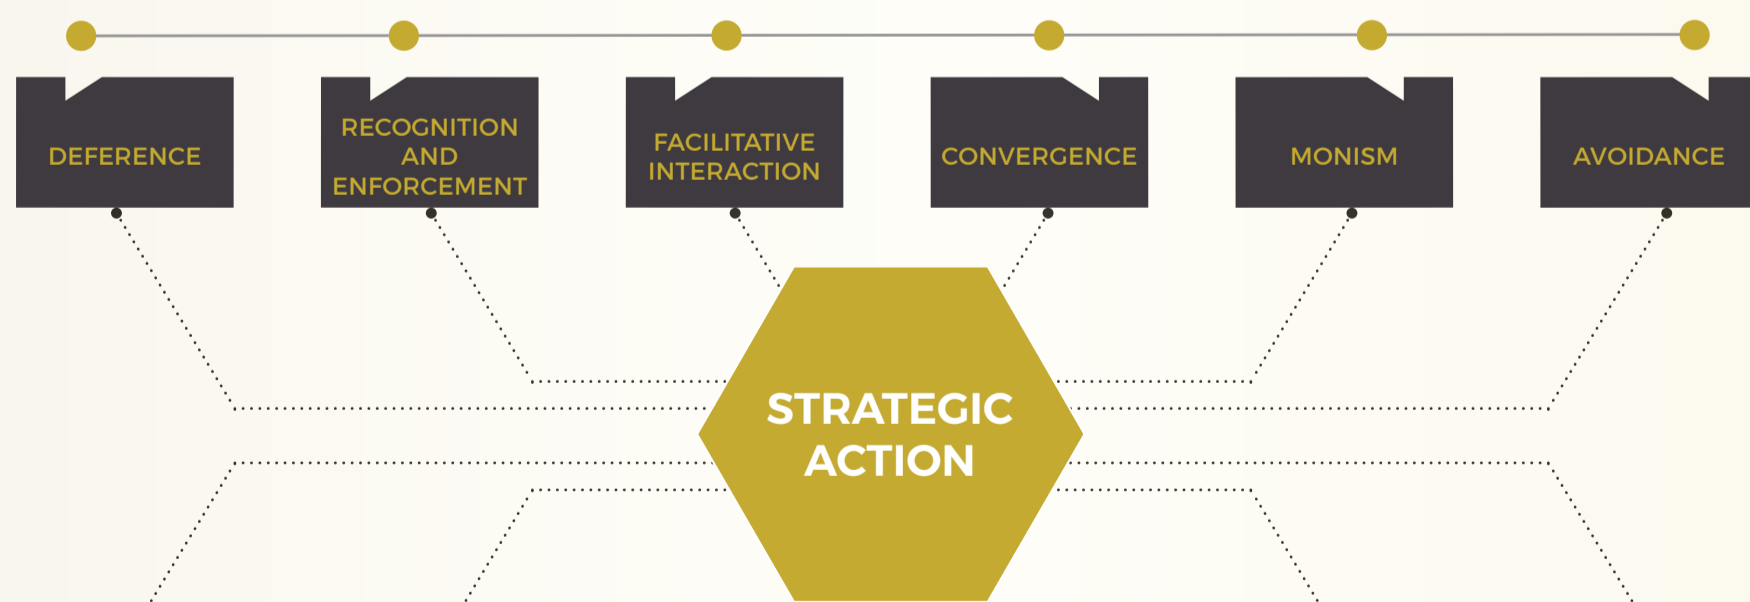 DEFERENCE
RECOGNITION
AND
ENFORCEMENT
FACILITATIVE
INTERACTION
CONVERGENCE
MONISM
AVOIDANCE
STRATEGIC
ACTION